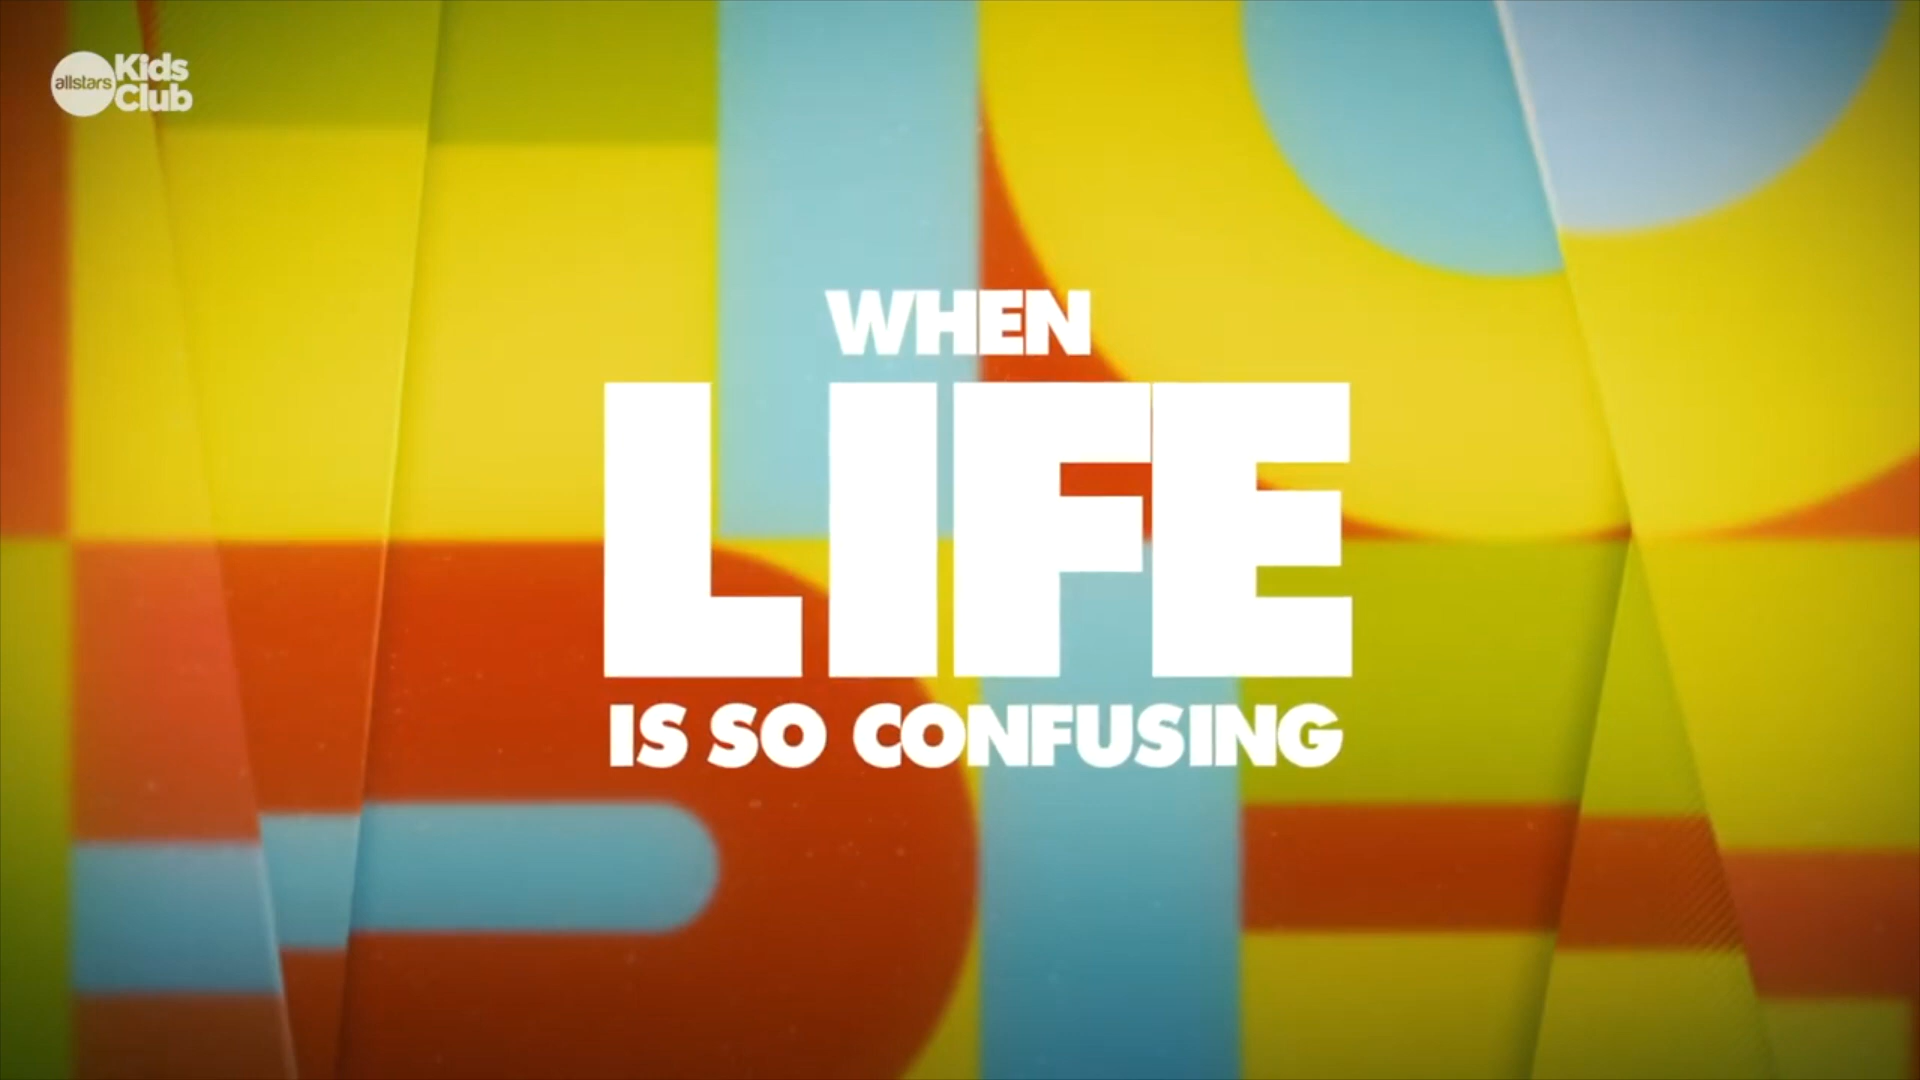 allstars
Kids
Club
WHEN
LIFE
IS SO CONFUSING